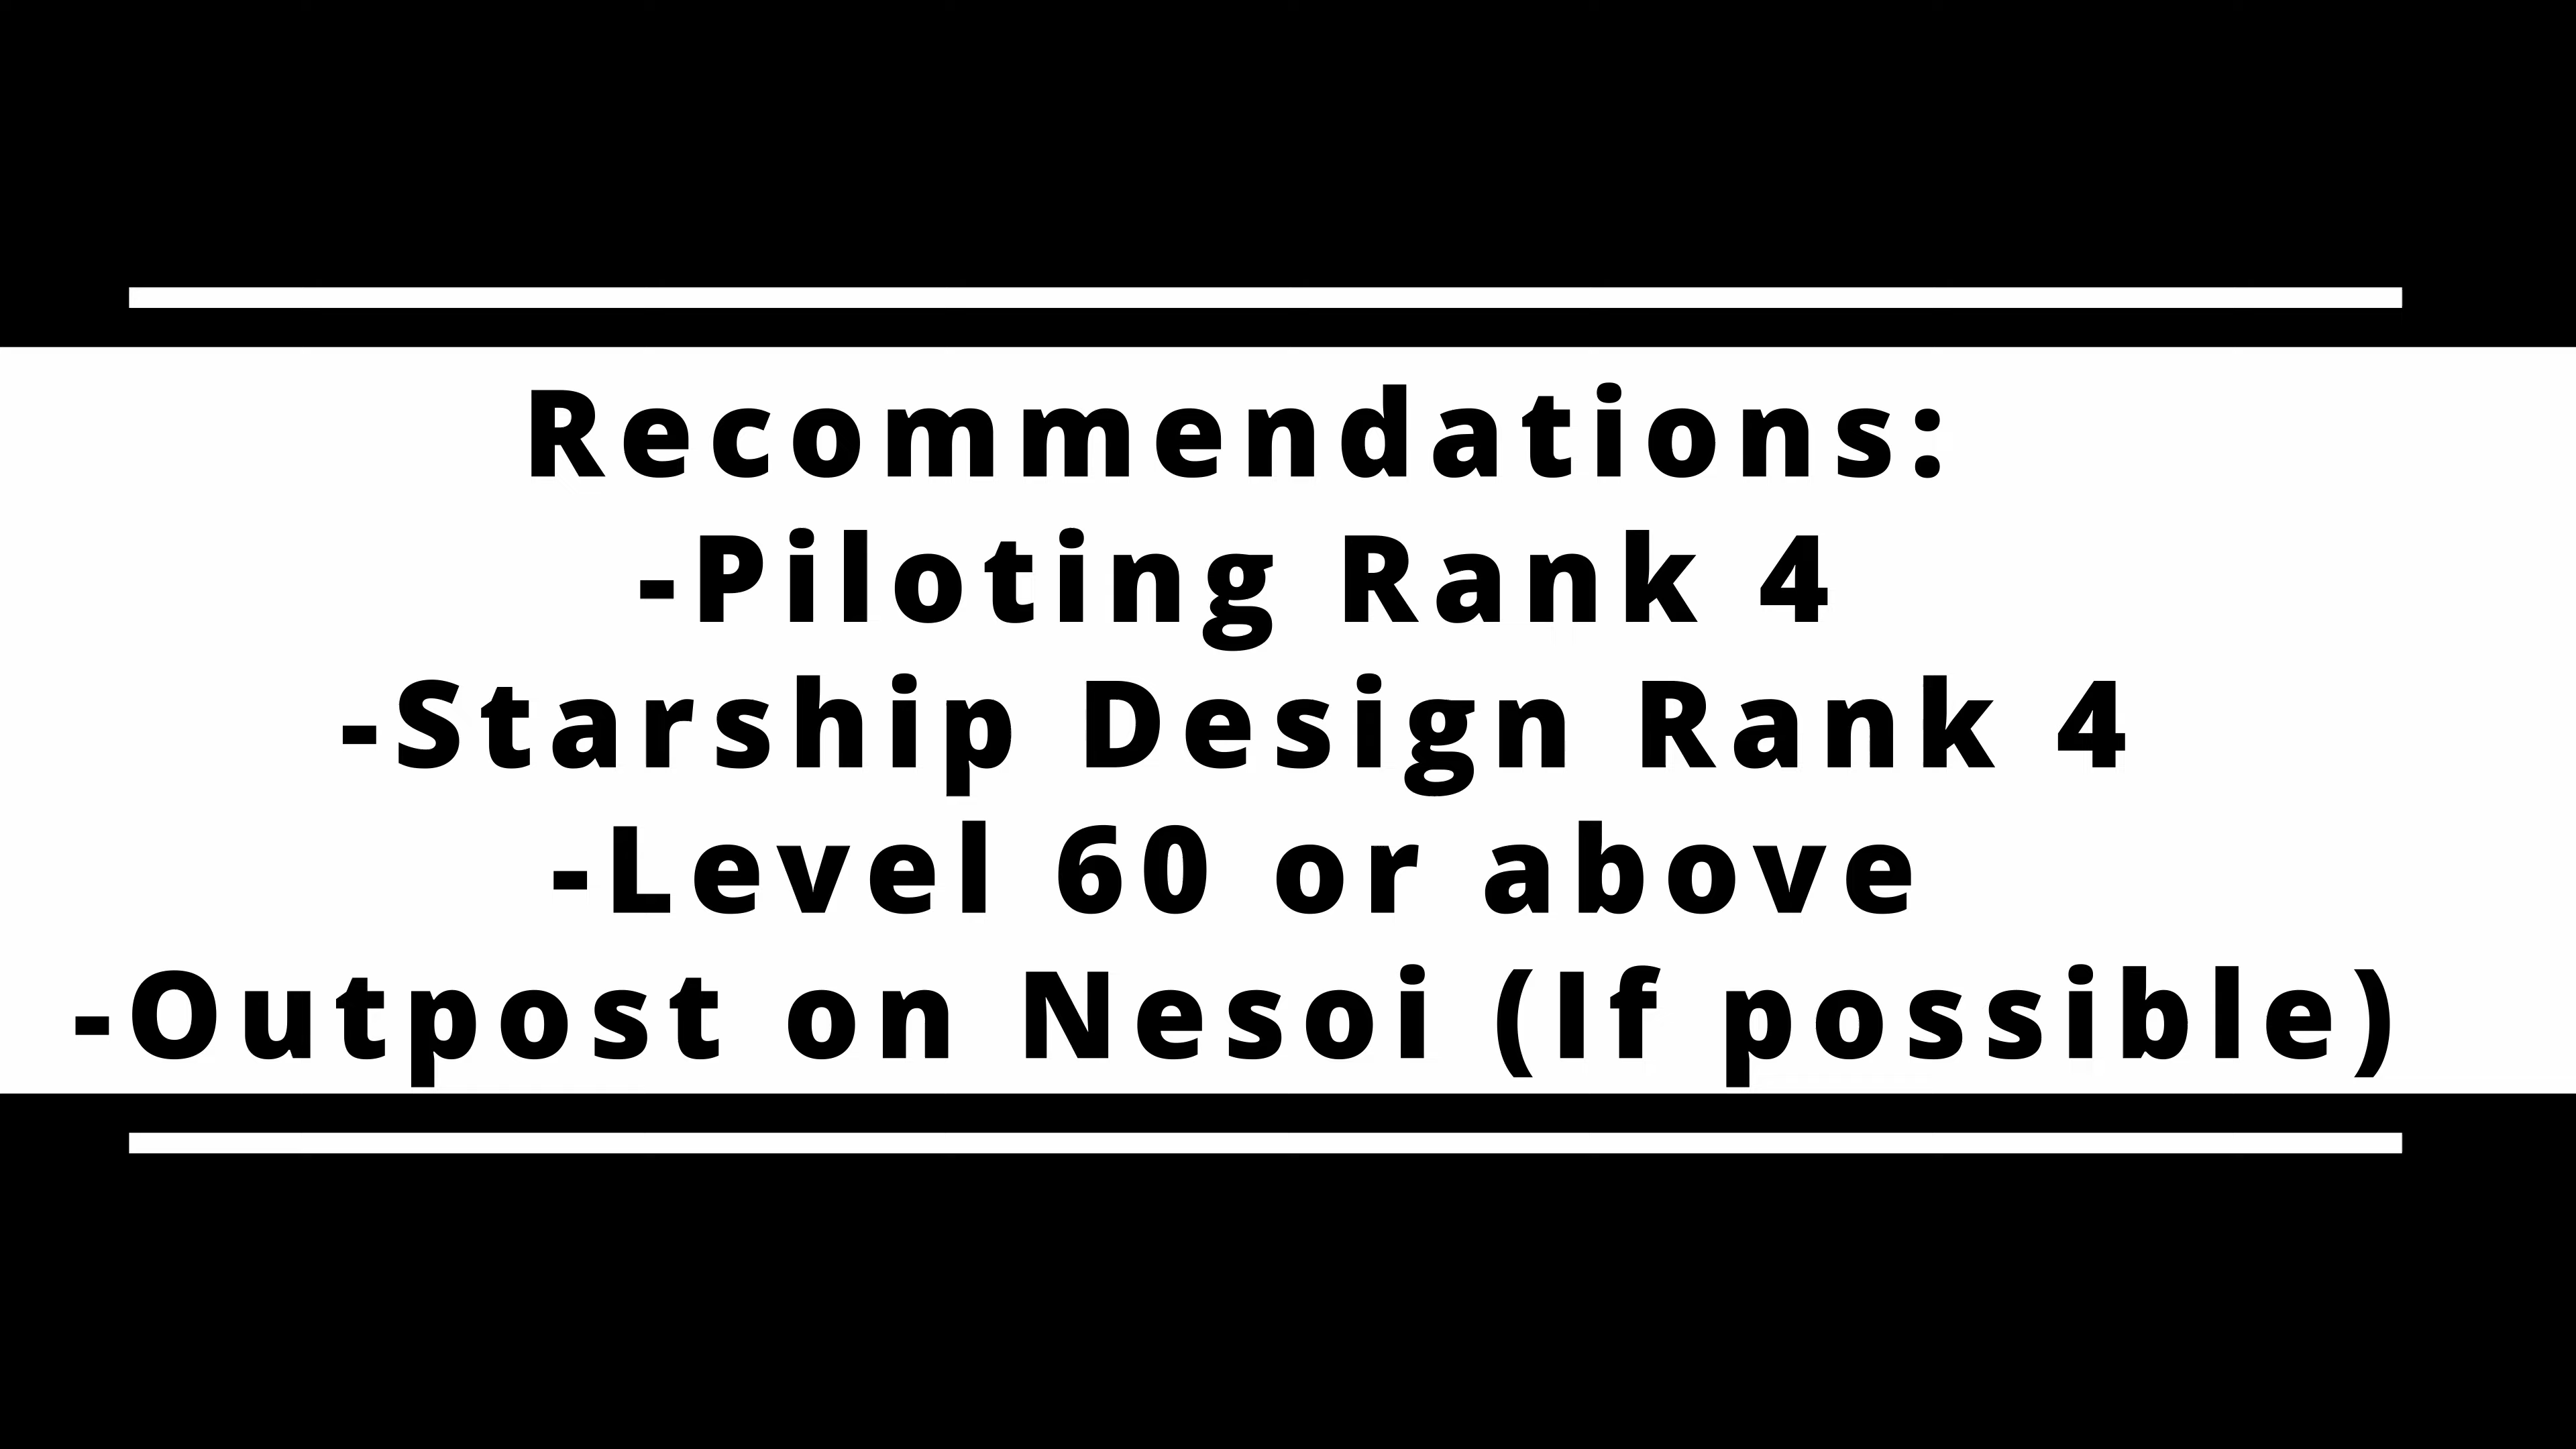 Recommendations:
-Piloting Rank 4
-Starship Design Rank 4
-Level 60 or above
-Outpost on Nesoi (If possible)